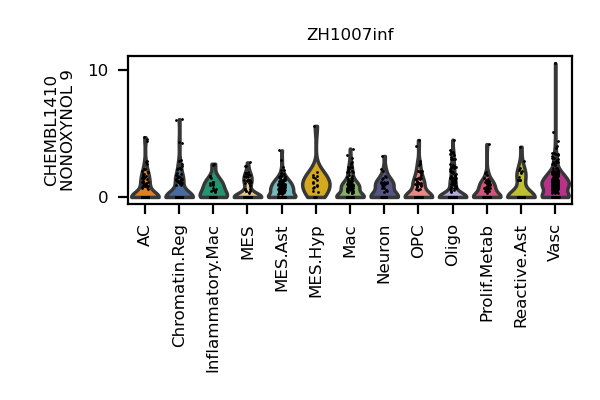 ZH1007inf
CHEMBL1410
NONOXYNOL 9
10
0
AC
Chromatin.Reg
Inflammatory.Mac
MES
MES.Ast
MES.Hyp
Mac
Neuron
OPC
Oligo
Prolif.Metab
Reactive.Ast
Vasc